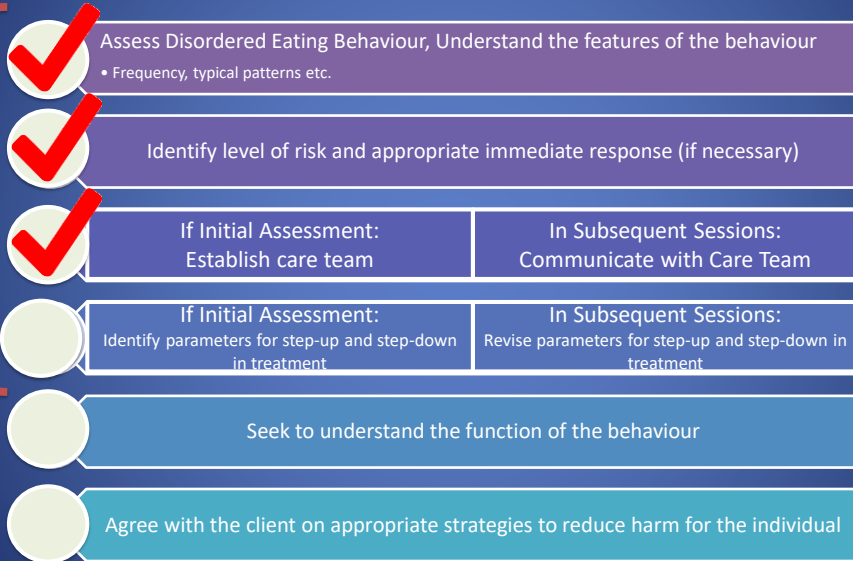 Assess Disordered Eating Behaviour, Understand the features of the behaviour
• Frequency, typical patterns etc.
Identify level of risk and appropriate immediate response (if necessary)
If Initial Assessment:
Establish care team
In Subsequent Sessions:
Communicate with Care Team
If Initial Assessment:
Identify parameters for step-up and step-down
in treatment
In Subsequent Sessions:
Revise parameters for step-up and step-down in
treatment
Seek to understand the function of the behaviour
Agree with the client on appropriate strategies to reduce harm for the individual